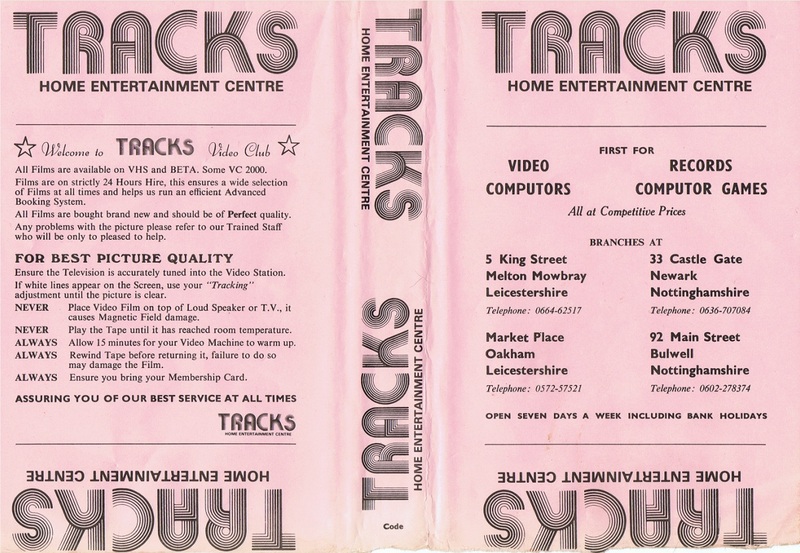 TRACKS
HOME ENTERTAINMENT CENTRE
Welcome to TRACKS Video Club
All Films are available on VHS and BETA. Some VC 2000.
Films are on strictly 24 Hours Hire, this ensures a wide selection
of Films at all times and helps us run an efficient Advanced
Booking System.
All Films are bought brand new and should be of Perfect quality.
Any problems with the picture please refer to our Trained Staff
who will be only to pleased to help.
FOR BEST PICTURE QUALITY
Ensure the Television is accurately tuned into the Video Station.
If white lines appear on the Screen, use your "Tracking"
adjustment until the picture is clear.
NEVER Place Video Film on top of Loud Speaker or T.V., it
causes Magnetic Field damage.
NEVER Play the Tape until it has reached room temperature.
ALWAYS Allow 15 minutes for your Video Machine to warm up.
ALWAYS Rewind Tape before returning it, failure to do so
may damage the Film.
ALWAYS Ensure you bring your Membership Card.
ASSURING YOU OF OUR BEST SERVICE AT ALL TIMES
TRACKS
HOME ENTERTAINMENT CENTRE
HOME ENTERTAINMENT CENTRE
TRACKS
TRACKS
HOME ENTERTAINMENT CENTRE
TRACKS
HOME ENTERTAINMENT CENTRE
Code
TRACKS
HOME ENTERTAINMENT CENTRE
FIRST FOR
VIDEO RECORDS
COMPUTORS COMPUTOR GAMES
All at Competitive Prices
BRANCHES AT
5 King Street
Melton Mowbray
Leicestershire
Telephone: 0664-62517
33 Castle Gate
Newark
Nottinghamshire
Telephone: 0636-707084
Market Place
Oakham
Leicestershire
Telephone: 0572-57521
92 Main Street
Bulwell
Nottinghamshire
Telephone: 0602-278374
OPEN SEVEN DAYS A WEEK INCLUDING BANK HOLIDAYS
HOME ENTERTAINMENT CENTRE
TRACKS